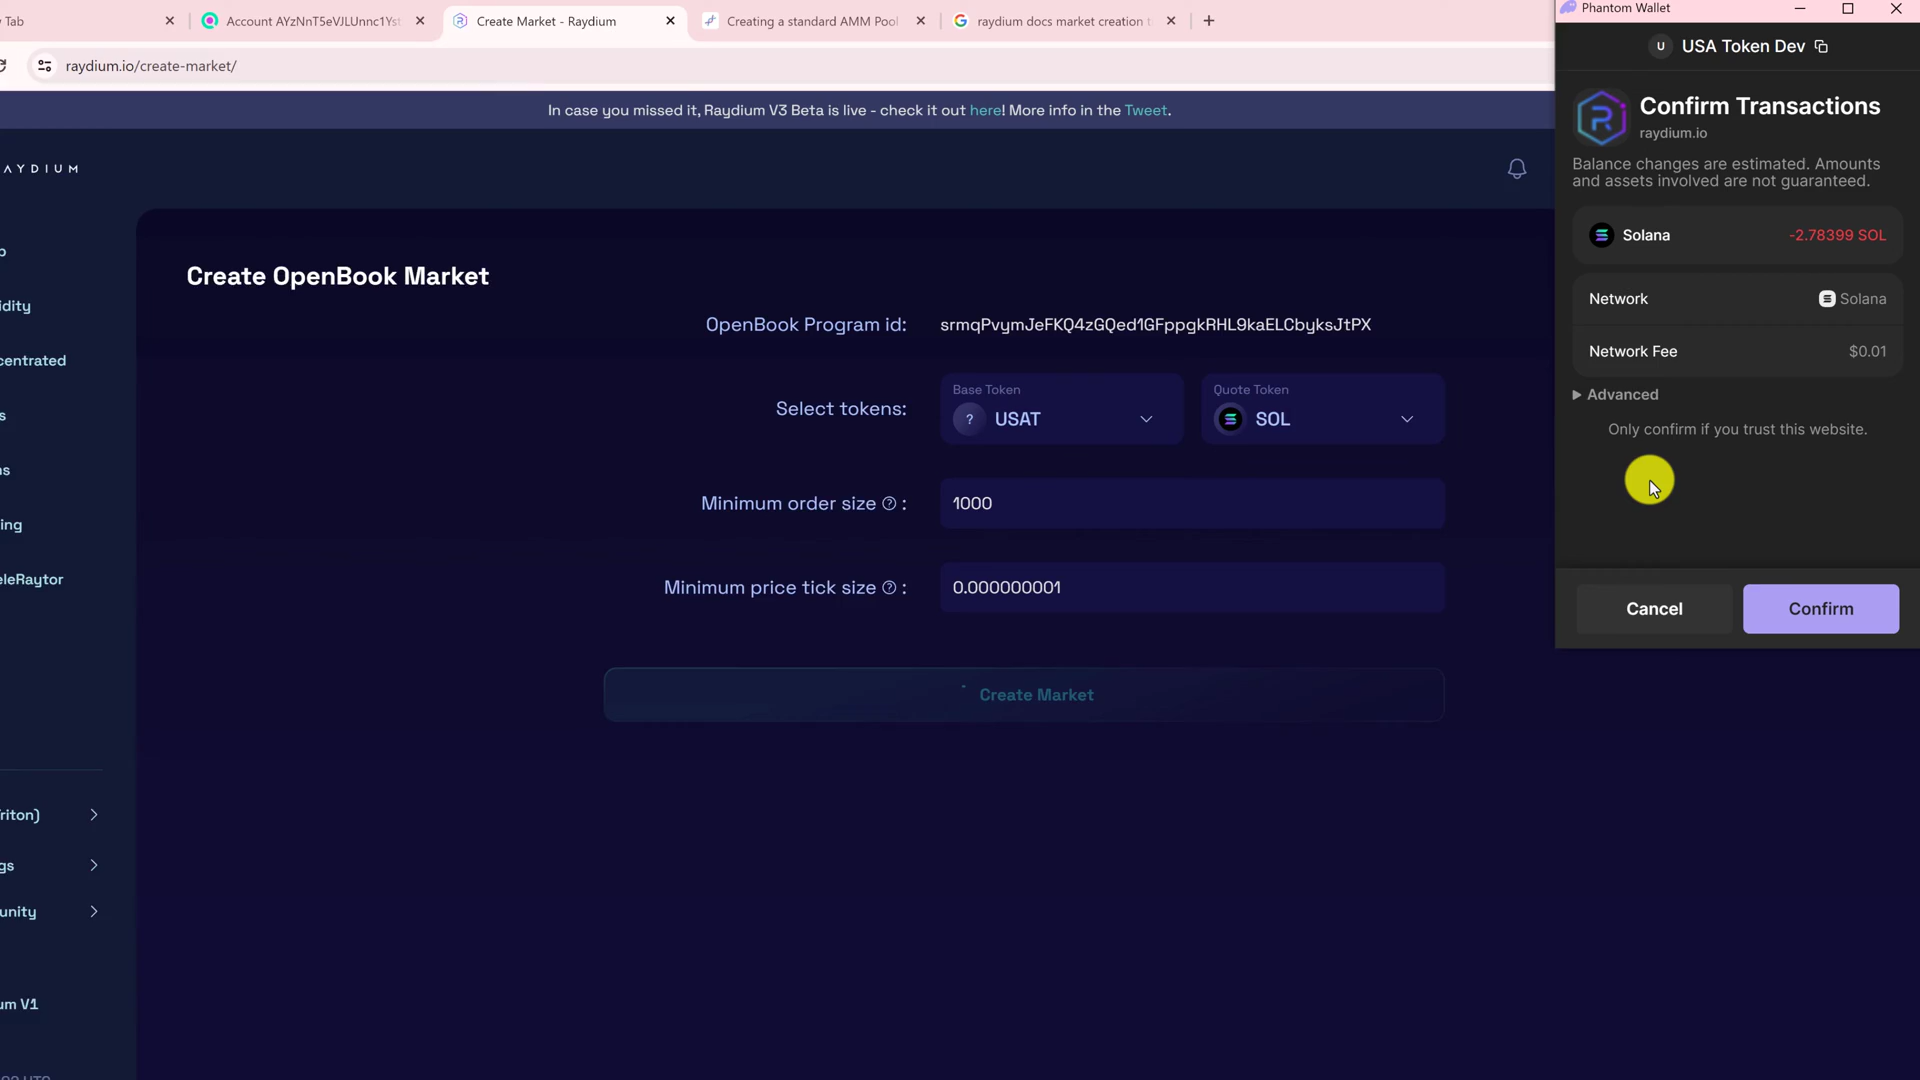 Tab
Account AYzNnT5eVJLUnnc1Yst
Create Market - Raydium
Creating a standard AMM Pool
raydium docs market creation t
Phantom Wallet
raydium.io/create-market/
USA Token Dev
In case you missed it, Raydium V3 Beta is live - check it out here! More info in the Tweet.
Confirm Transactions
raydium.io
Balance changes are estimated. Amounts
and assets involved are not guaranteed.
AYDIUM
Solana
-2.78399 SOL
Network
Solana
Network Fee
$0.01
Advanced
Only confirm if you trust this website.
Cancel
Confirm
p
idity
centrated
s
ns
ing
eleRaytor
riton)
gs
unity
um V1
Create OpenBook Market
OpenBook Program id:
srmqPvymJeFKQ4zGQed1GFppgkRHL9kaELCbyksJtPX
Select tokens:
Base Token
? USAT
Quote Token
SOL
Minimum order size ? :
1000
Minimum price tick size ? :
0.000000001
Create Market